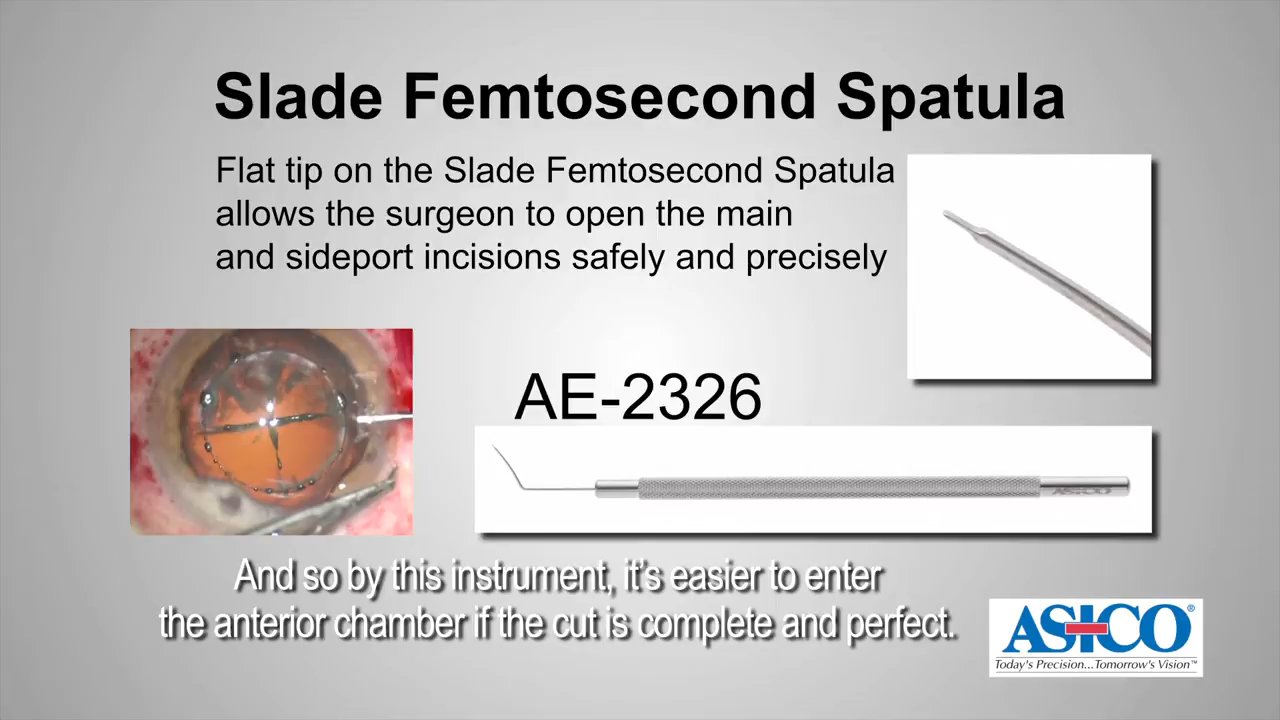 Slade Femtosecond Spatula
Flat tip on the Slade Femtosecond Spatula
allows the surgeon to open the main
and sideport incisions safely and precisely
AE-2326
ASICO
And so by this instrument, it's easier to enter
the anterior chamber if the cut is complete and perfect.
ASICO®
Today's Precision...Tomorrow's Vision™